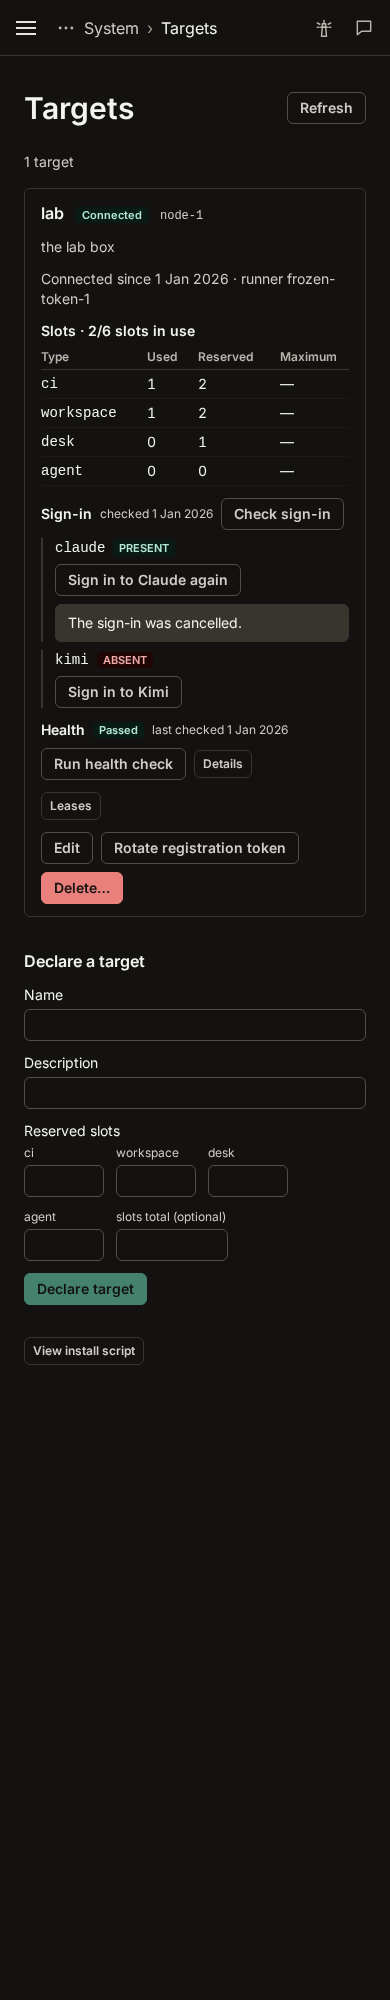 System › Targets
Targets
Refresh
1 target
lab Connected node-1
the lab box
Connected since 1 Jan 2026 · runner frozen-
token-1
Slots · 2/6 slots in use
Type Used Reserved Maximum
ci 1 2 —
workspace 1 2 —
desk 0 1 —
agent 0 0 —
Sign-in checked 1 Jan 2026 Check sign-in
claude PRESENT
Sign in to Claude again
The sign-in was cancelled.
kimi ABSENT
Sign in to Kimi
Health Passed last checked 1 Jan 2026
Run health check Details
Leases
Edit Rotate registration token
Delete...
Declare a target
Name
Description
Reserved slots
ci workspace desk
agent slots total (optional)
Declare target
View install script